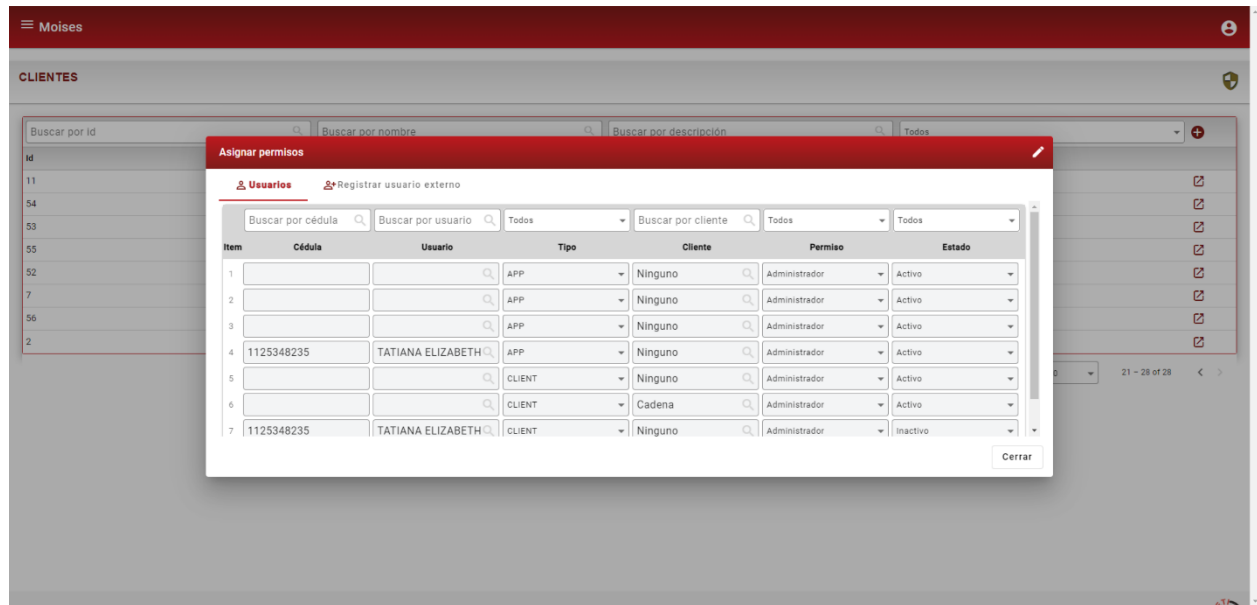 Moises
CLIENTES
Buscar por id Buscar por nombre Buscar por descripción Todos
Id
11
54
53
55
52
7
56
2
21 – 28 of 28
Asignar permisos
Usuarios Registrar usuario externo
Buscar por cédula Buscar por usuario Todos Buscar por cliente Todos Todos
Item Cédula Usuario Tipo Cliente Permiso Estado
1 APP Ninguno Administrador Activo
2 APP Ninguno Administrador Activo
3 APP Ninguno Administrador Activo
4 1125348235 TATIANA ELIZABETH APP Ninguno Administrador Activo
5 CLIENT Ninguno Administrador Activo
6 CLIENT Cadena Administrador Activo
7 1125348235 TATIANA ELIZABETH CLIENT Ninguno Administrador Inactivo
Cerrar